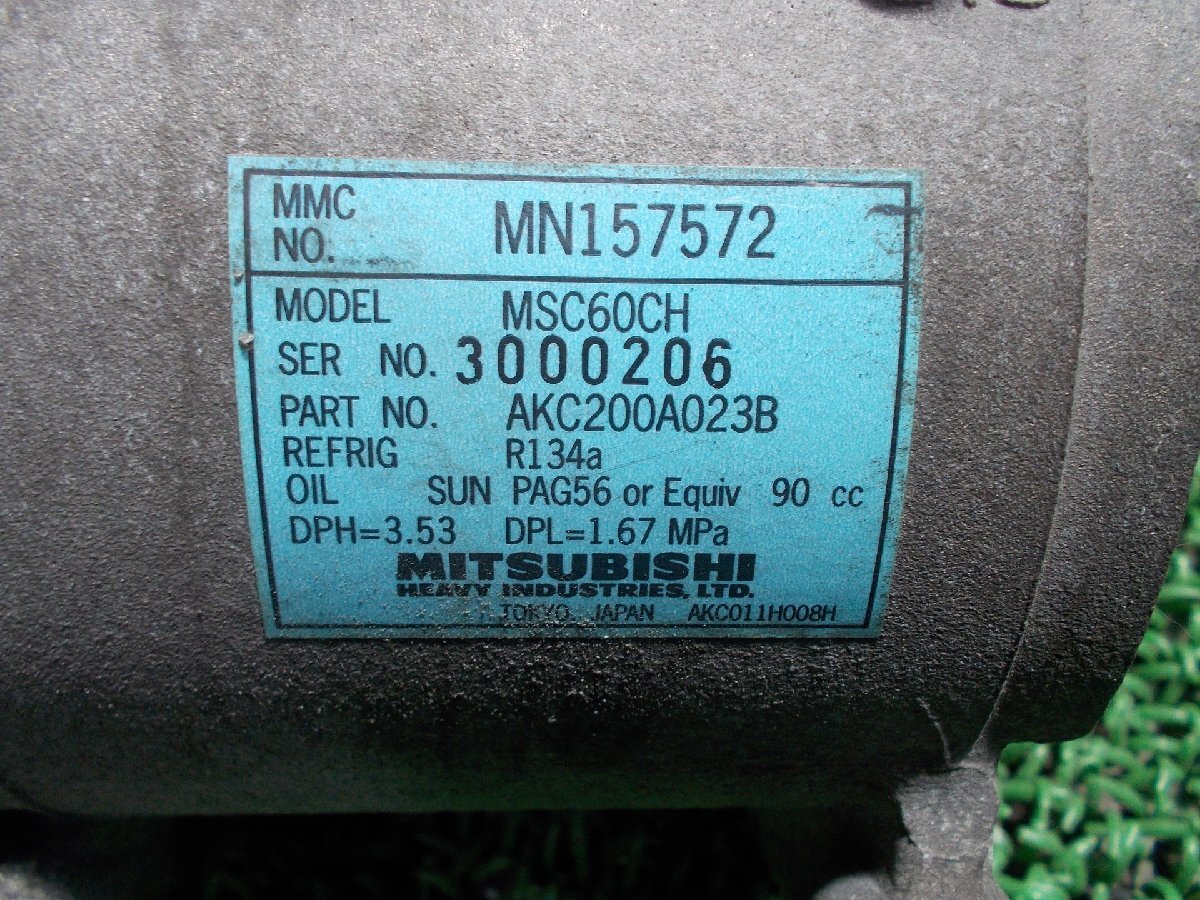 MMC
NO. MN157572
MODEL MSC60CH
SER NO. 3000206
PART NO. AKC200A023B
REFRIG R134a
OIL SUN PAG56 or Equiv 90 cc
DPH=3.53 DPL=1.67 MPa
MITSUBISHI
HEAVY INDUSTRIES, LTD.
TOKYO, JAPAN AKC011H008H